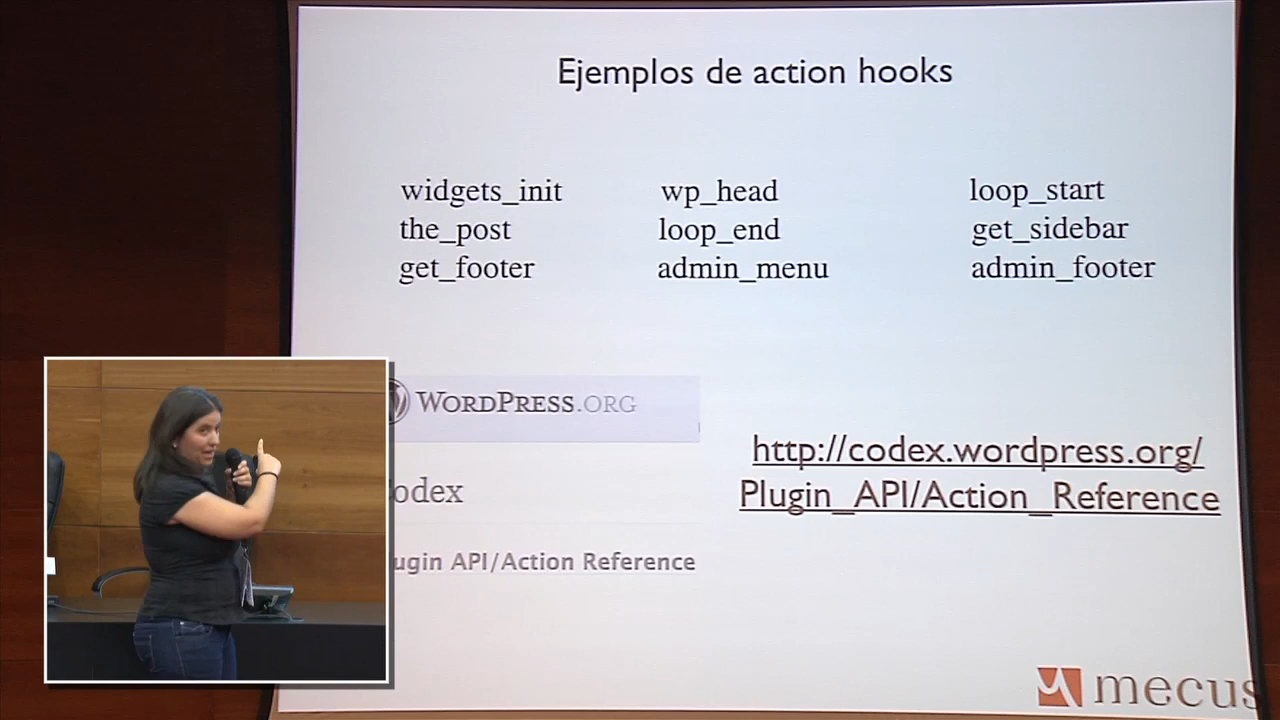 Ejemplos de action hooks
widgets_init wp_head loop_start
the_post loop_end get_sidebar
get_footer admin_menu admin_footer
WORDPRESS.ORG
odex
ugin API/Action Reference
http://codex.wordpress.org/
Plugin_API/Action_Reference
mecus